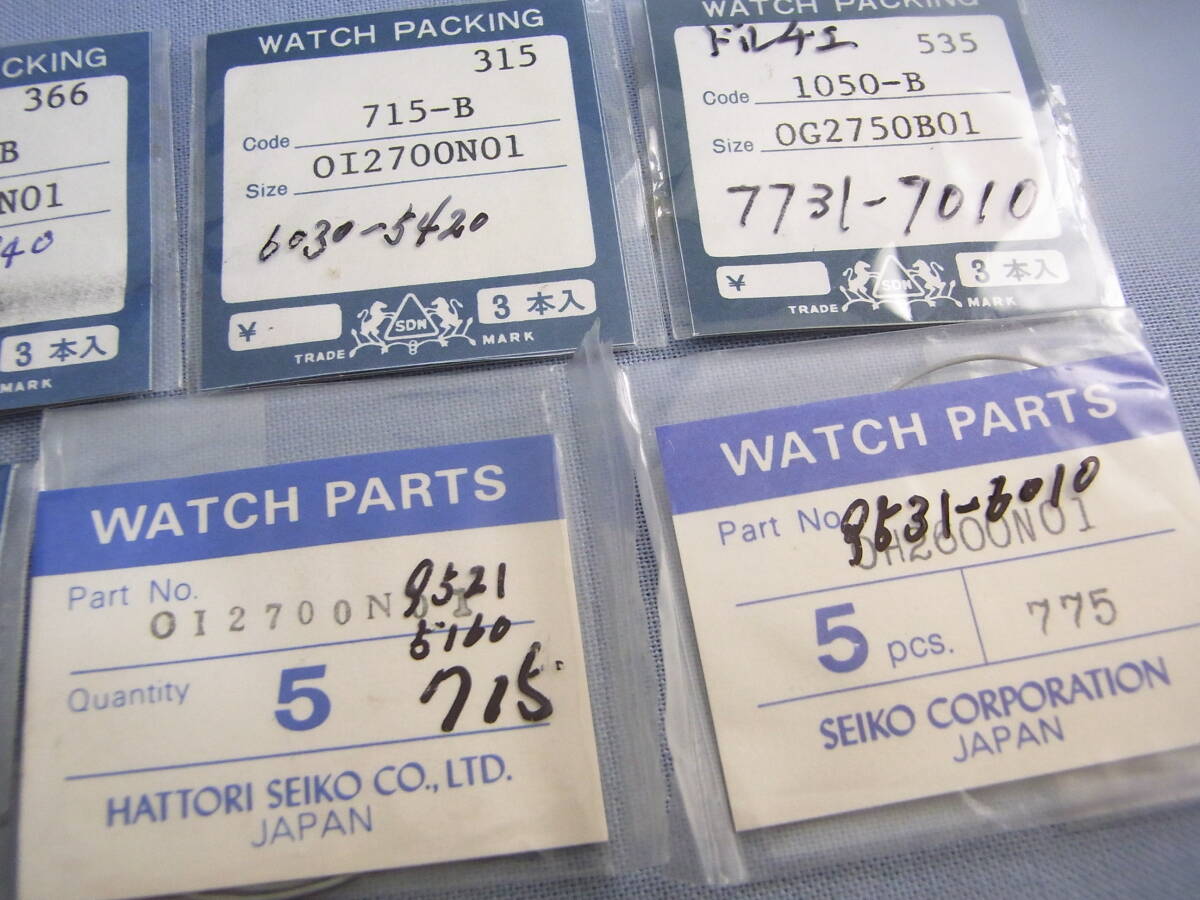 CKING
366
B
N01
40
3本入
MARK
WATCH PACKING
315
Code 715-B
Size OI2700N01
6030-5420
¥
3本入
TRADE SDN MARK
WATCH PACKING
ドルチェ 535
Code 1050-B
Size OG2750B01
7731-7010
¥
3本入
TRADE SDN MARK
WATCH PARTS
Part No.
OI2700N01
9521
5160
Quantity 5 715
HATTORI SEIKO CO., LTD.
JAPAN
WATCH PARTS
Part No. 9531-6010
OH2600N01
5 pcs. 775
SEIKO CORPORATION
JAPAN